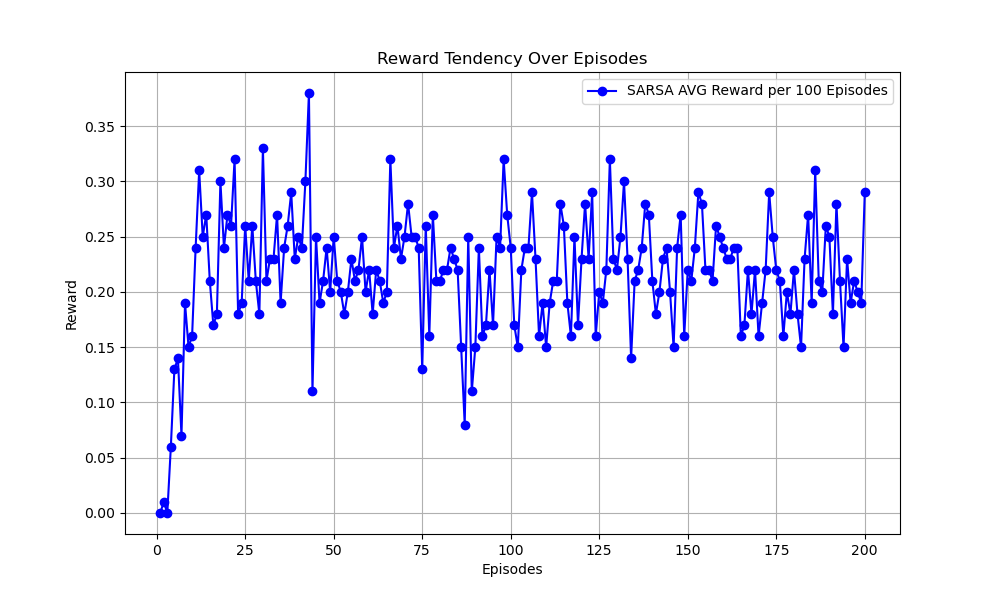 Reward Tendency Over Episodes
SARSA AVG Reward per 100 Episodes
Reward
0.35
0.30
0.25
0.20
0.15
0.10
0.05
0.00
0 25 50 75 100 125 150 175 200
Episodes